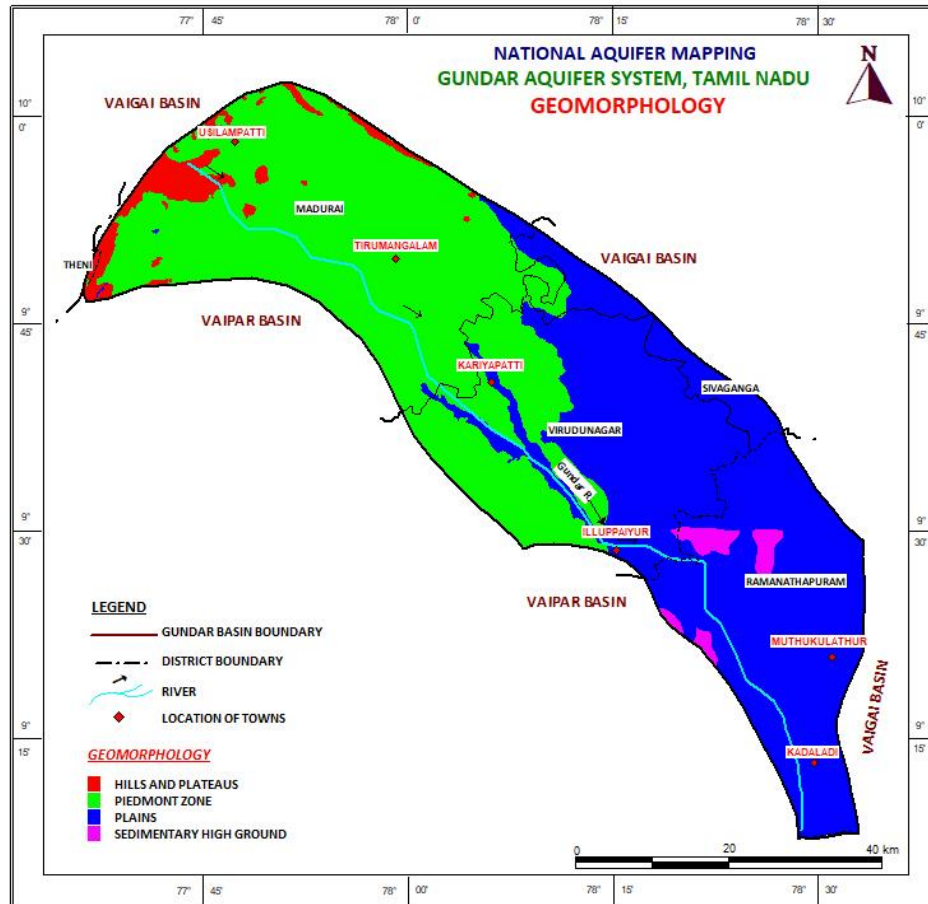 77° 45' 78° 0' 78° 15' 78° 30'
NATIONAL AQUIFER MAPPING
GUNDAR AQUIFER SYSTEM, TAMIL NADU
GEOMORPHOLOGY
N
VAIGAI BASIN
10° 0'
10° 0'
USILAMPATTI
MADURAI
TIRUMANGALAM
VAIGAI BASIN
THENI
VAIPAR BASIN
9° 45'
9° 45'
KARIYAPATTI
SIVAGANGA
VIRUDUNAGAR
Gundar R.
9° 30'
9° 30'
ILLUPPAIYUR
RAMANATHAPURAM
VAIPAR BASIN
MUTHUKULATHUR
VAIGAI BASIN
KADALADI
9° 15'
9° 15'
LEGEND
GUNDAR BASIN BOUNDARY
DISTRICT BOUNDARY
RIVER
LOCATION OF TOWNS
GEOMORPHOLOGY
HILLS AND PLATEAUS
PIEDMONT ZONE
PLAINS
SEDIMENTARY HIGH GROUND
0 20 40 km
77° 45' 78° 00' 78° 15' 78° 30'